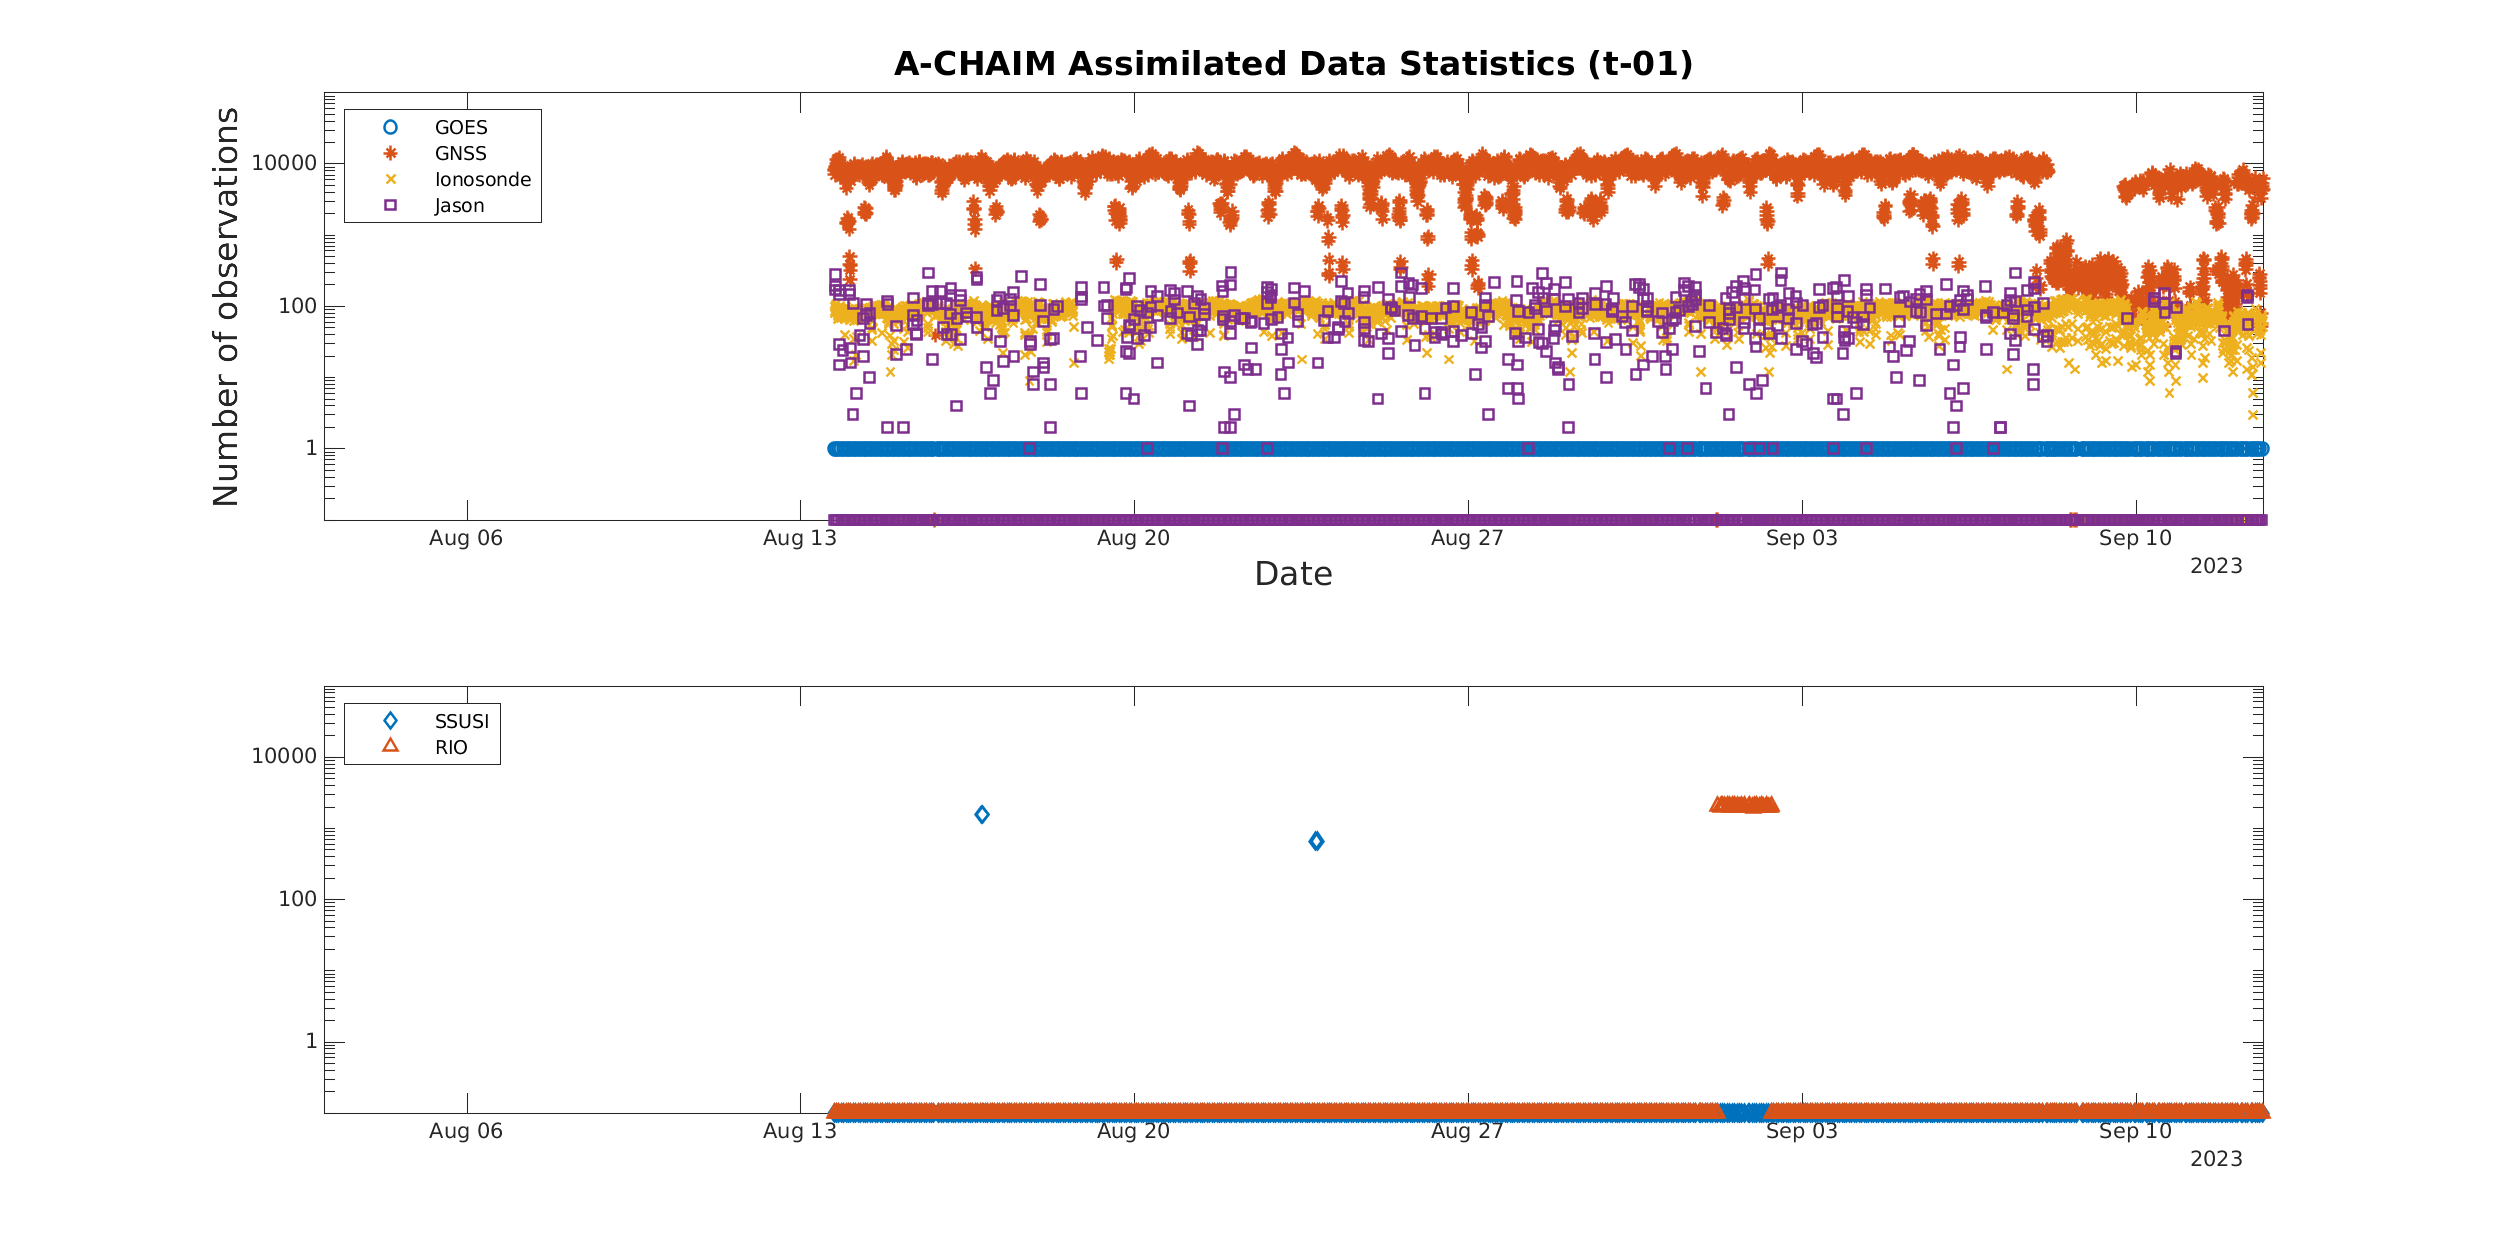 A-CHAIM Assimilated Data Statistics (t-01)
Number of observations
10000
100
1
GOES
GNSS
Ionosonde
Jason
Aug 06
Aug 13
Aug 20
Aug 27
Sep 03
Sep 10
2023
Date
10000
100
1
SSUSI
RIO
Aug 06
Aug 13
Aug 20
Aug 27
Sep 03
Sep 10
2023